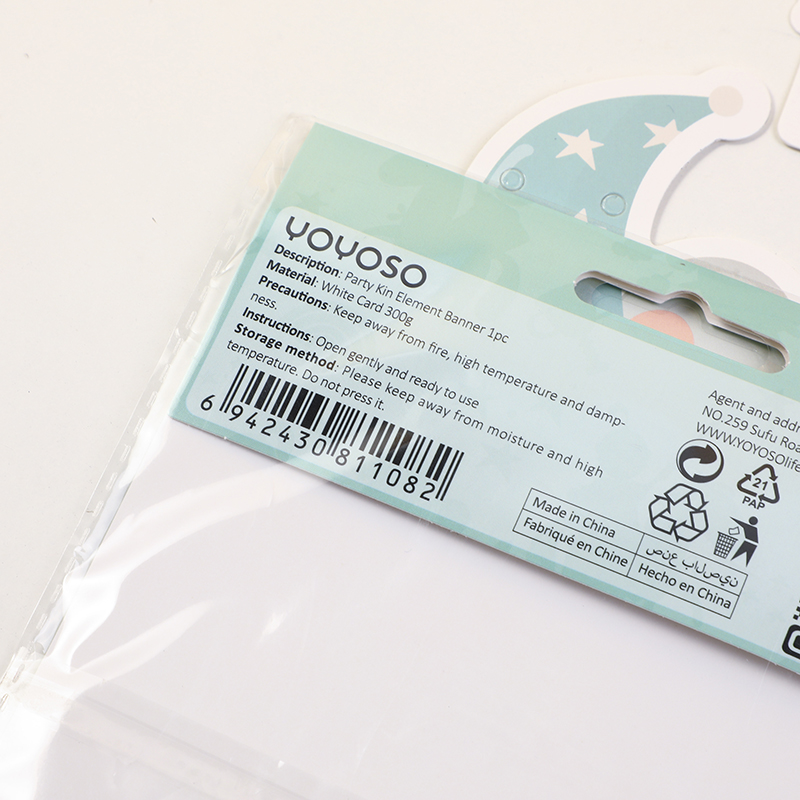 YOYOSO
Description: Party Kin Element Banner 1pc
Material: White Card 300g
Precautions: Keep away from fire, high temperature and damp-
ness.
Instructions: Open gently and ready to use
Storage method: Please keep away from moisture and high
temperature. Do not press it.
6 942430 811082
Agent and addr
NO.259 Sufu Roa
WWW.YOYOSOlife
21
PAP
Made in China
صنع بالصين
Fabriqué en Chine
Hecho en China